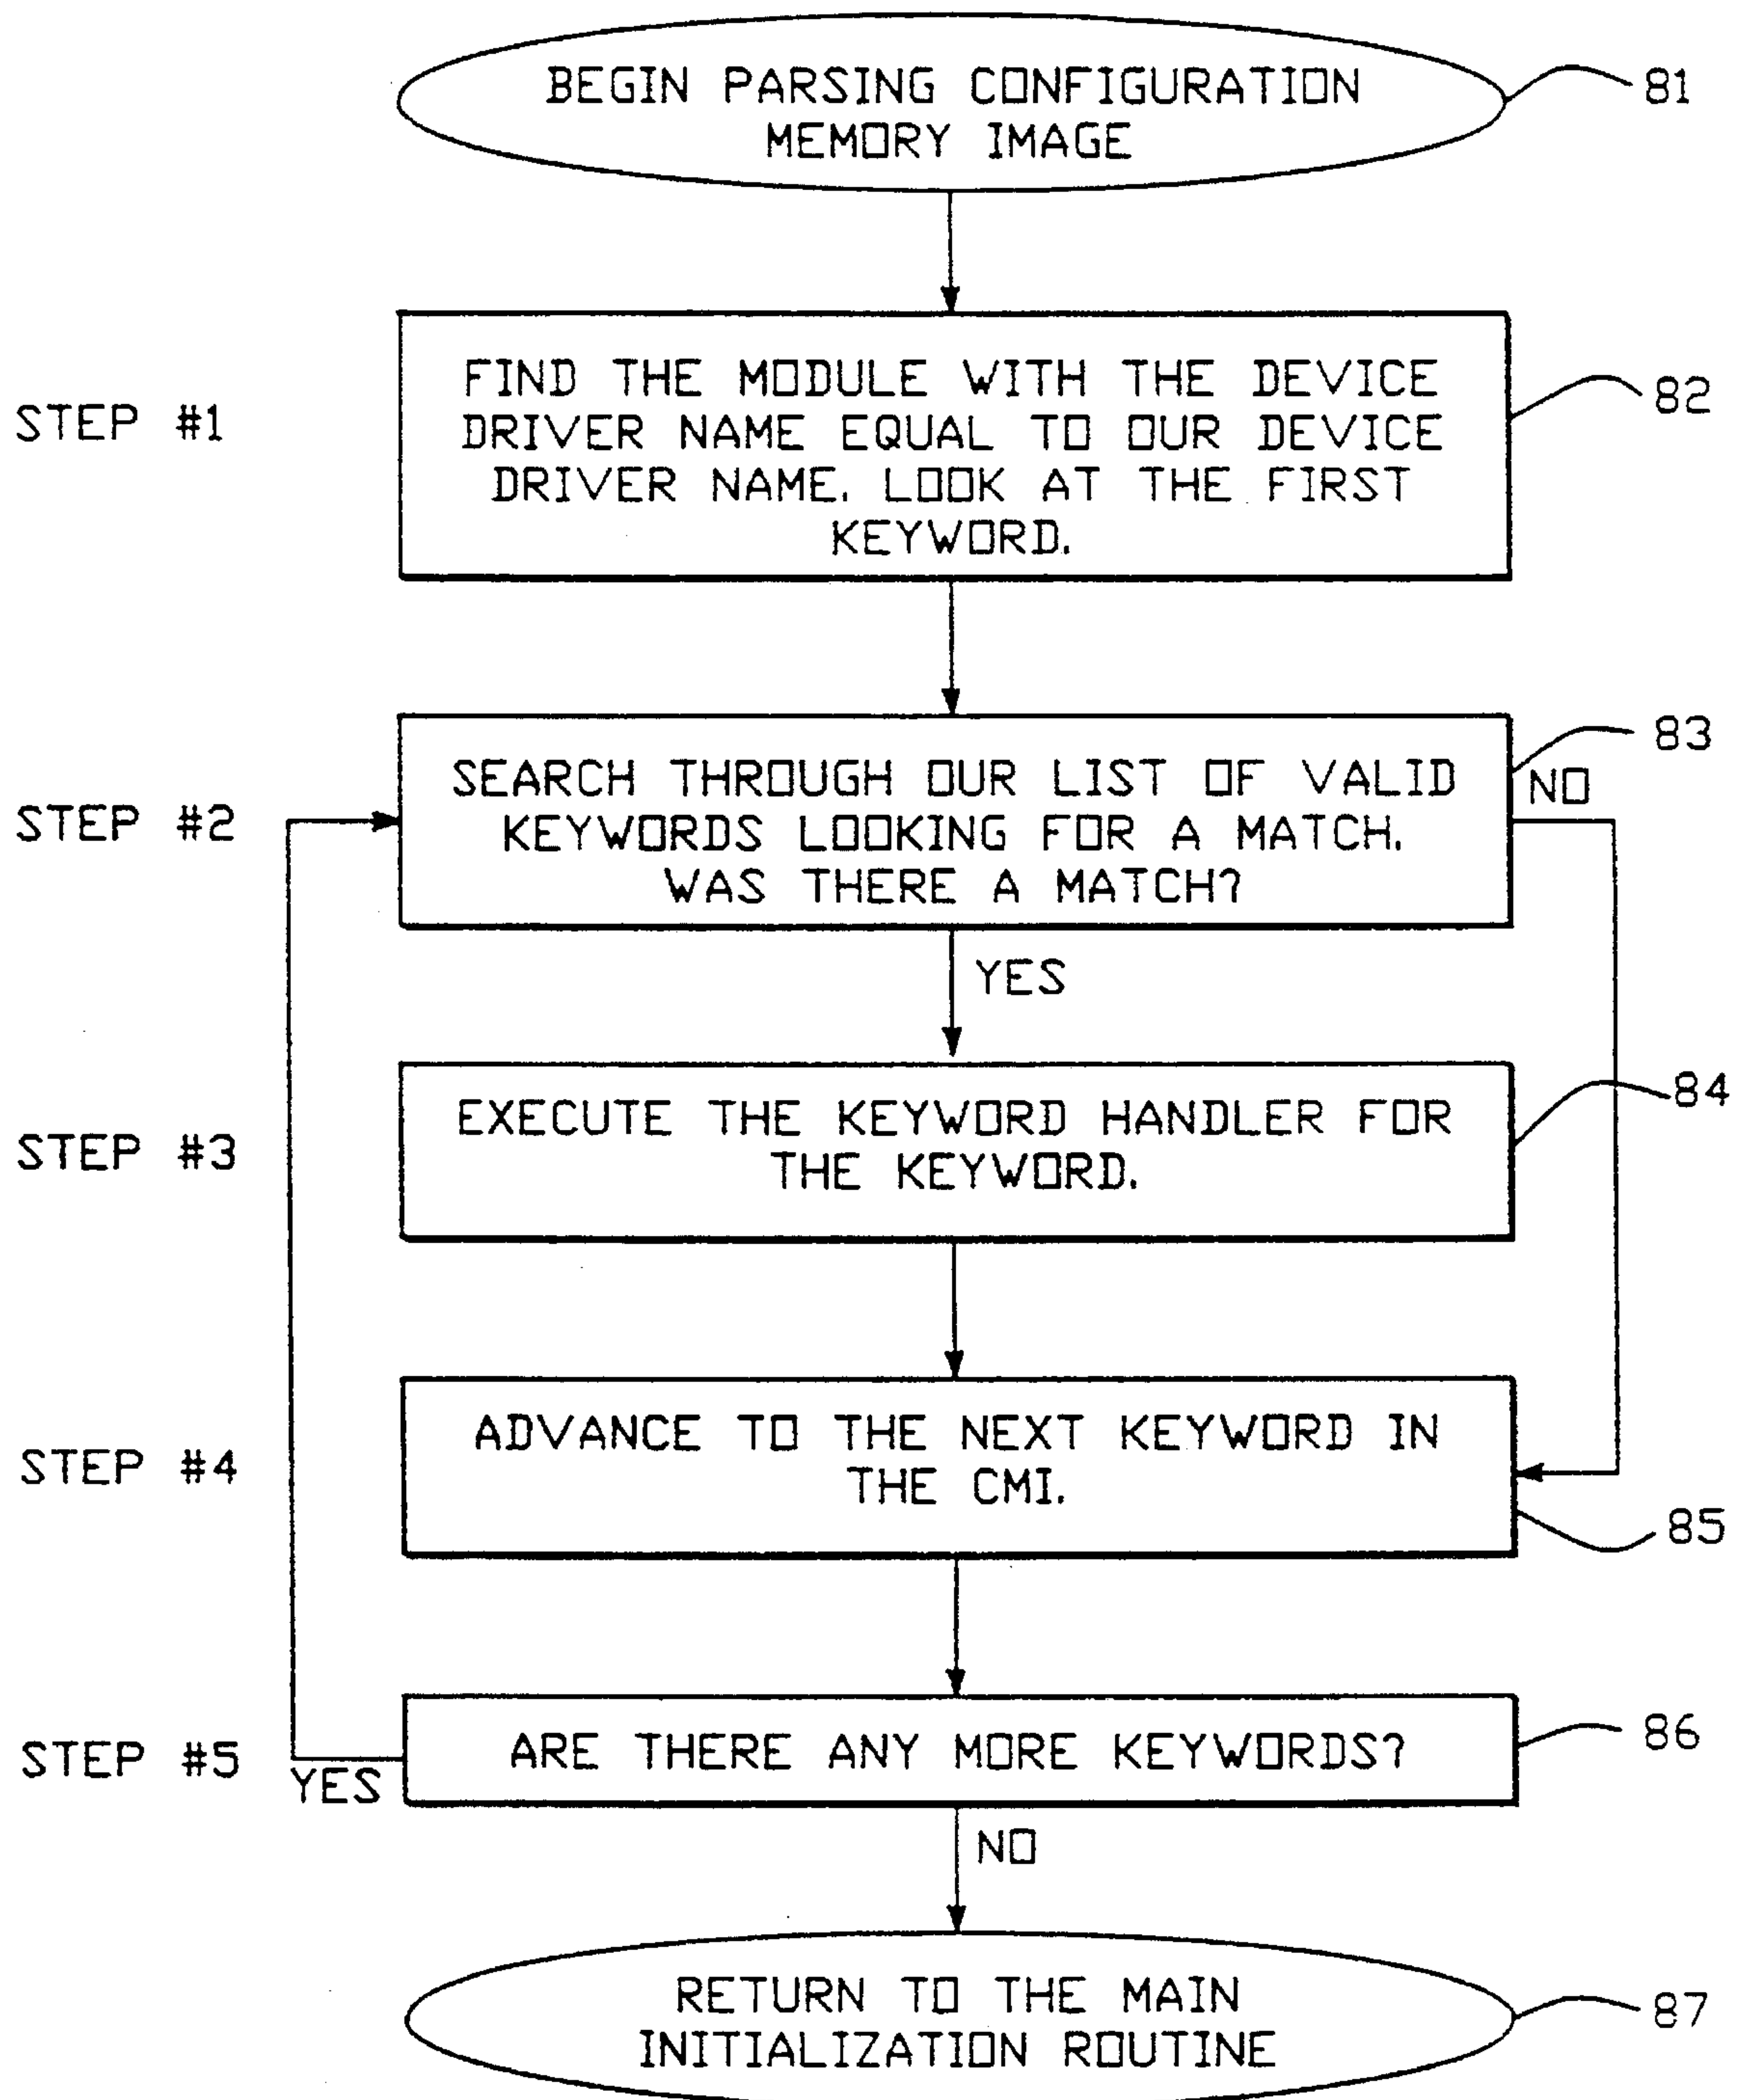 BEGIN PARSING CONFIGURATION
MEMORY IMAGE
81
STEP #1
FIND THE MODULE WITH THE DEVICE
DRIVER NAME EQUAL TO OUR DEVICE
DRIVER NAME. LOOK AT THE FIRST
KEYWORD.
82
STEP #2
SEARCH THROUGH OUR LIST OF VALID
KEYWORDS LOOKING FOR A MATCH.
WAS THERE A MATCH?
83
NO
YES
STEP #3
EXECUTE THE KEYWORD HANDLER FOR
THE KEYWORD.
84
STEP #4
ADVANCE TO THE NEXT KEYWORD IN
THE CMI.
85
STEP #5
ARE THERE ANY MORE KEYWORDS?
86
YES
NO
RETURN TO THE MAIN
INITIALIZATION ROUTINE
87